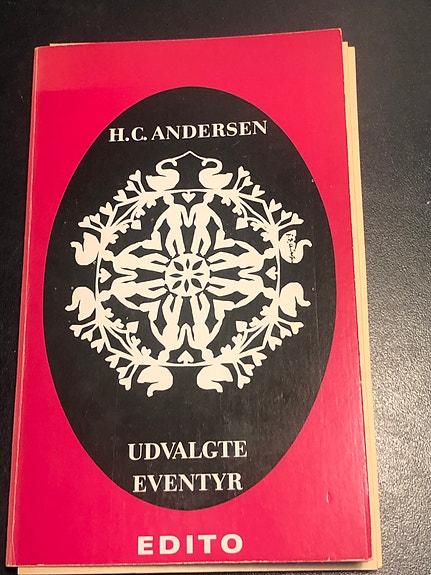 H.C. ANDERSEN
UDVALGTE
EVENTYR
EDITO